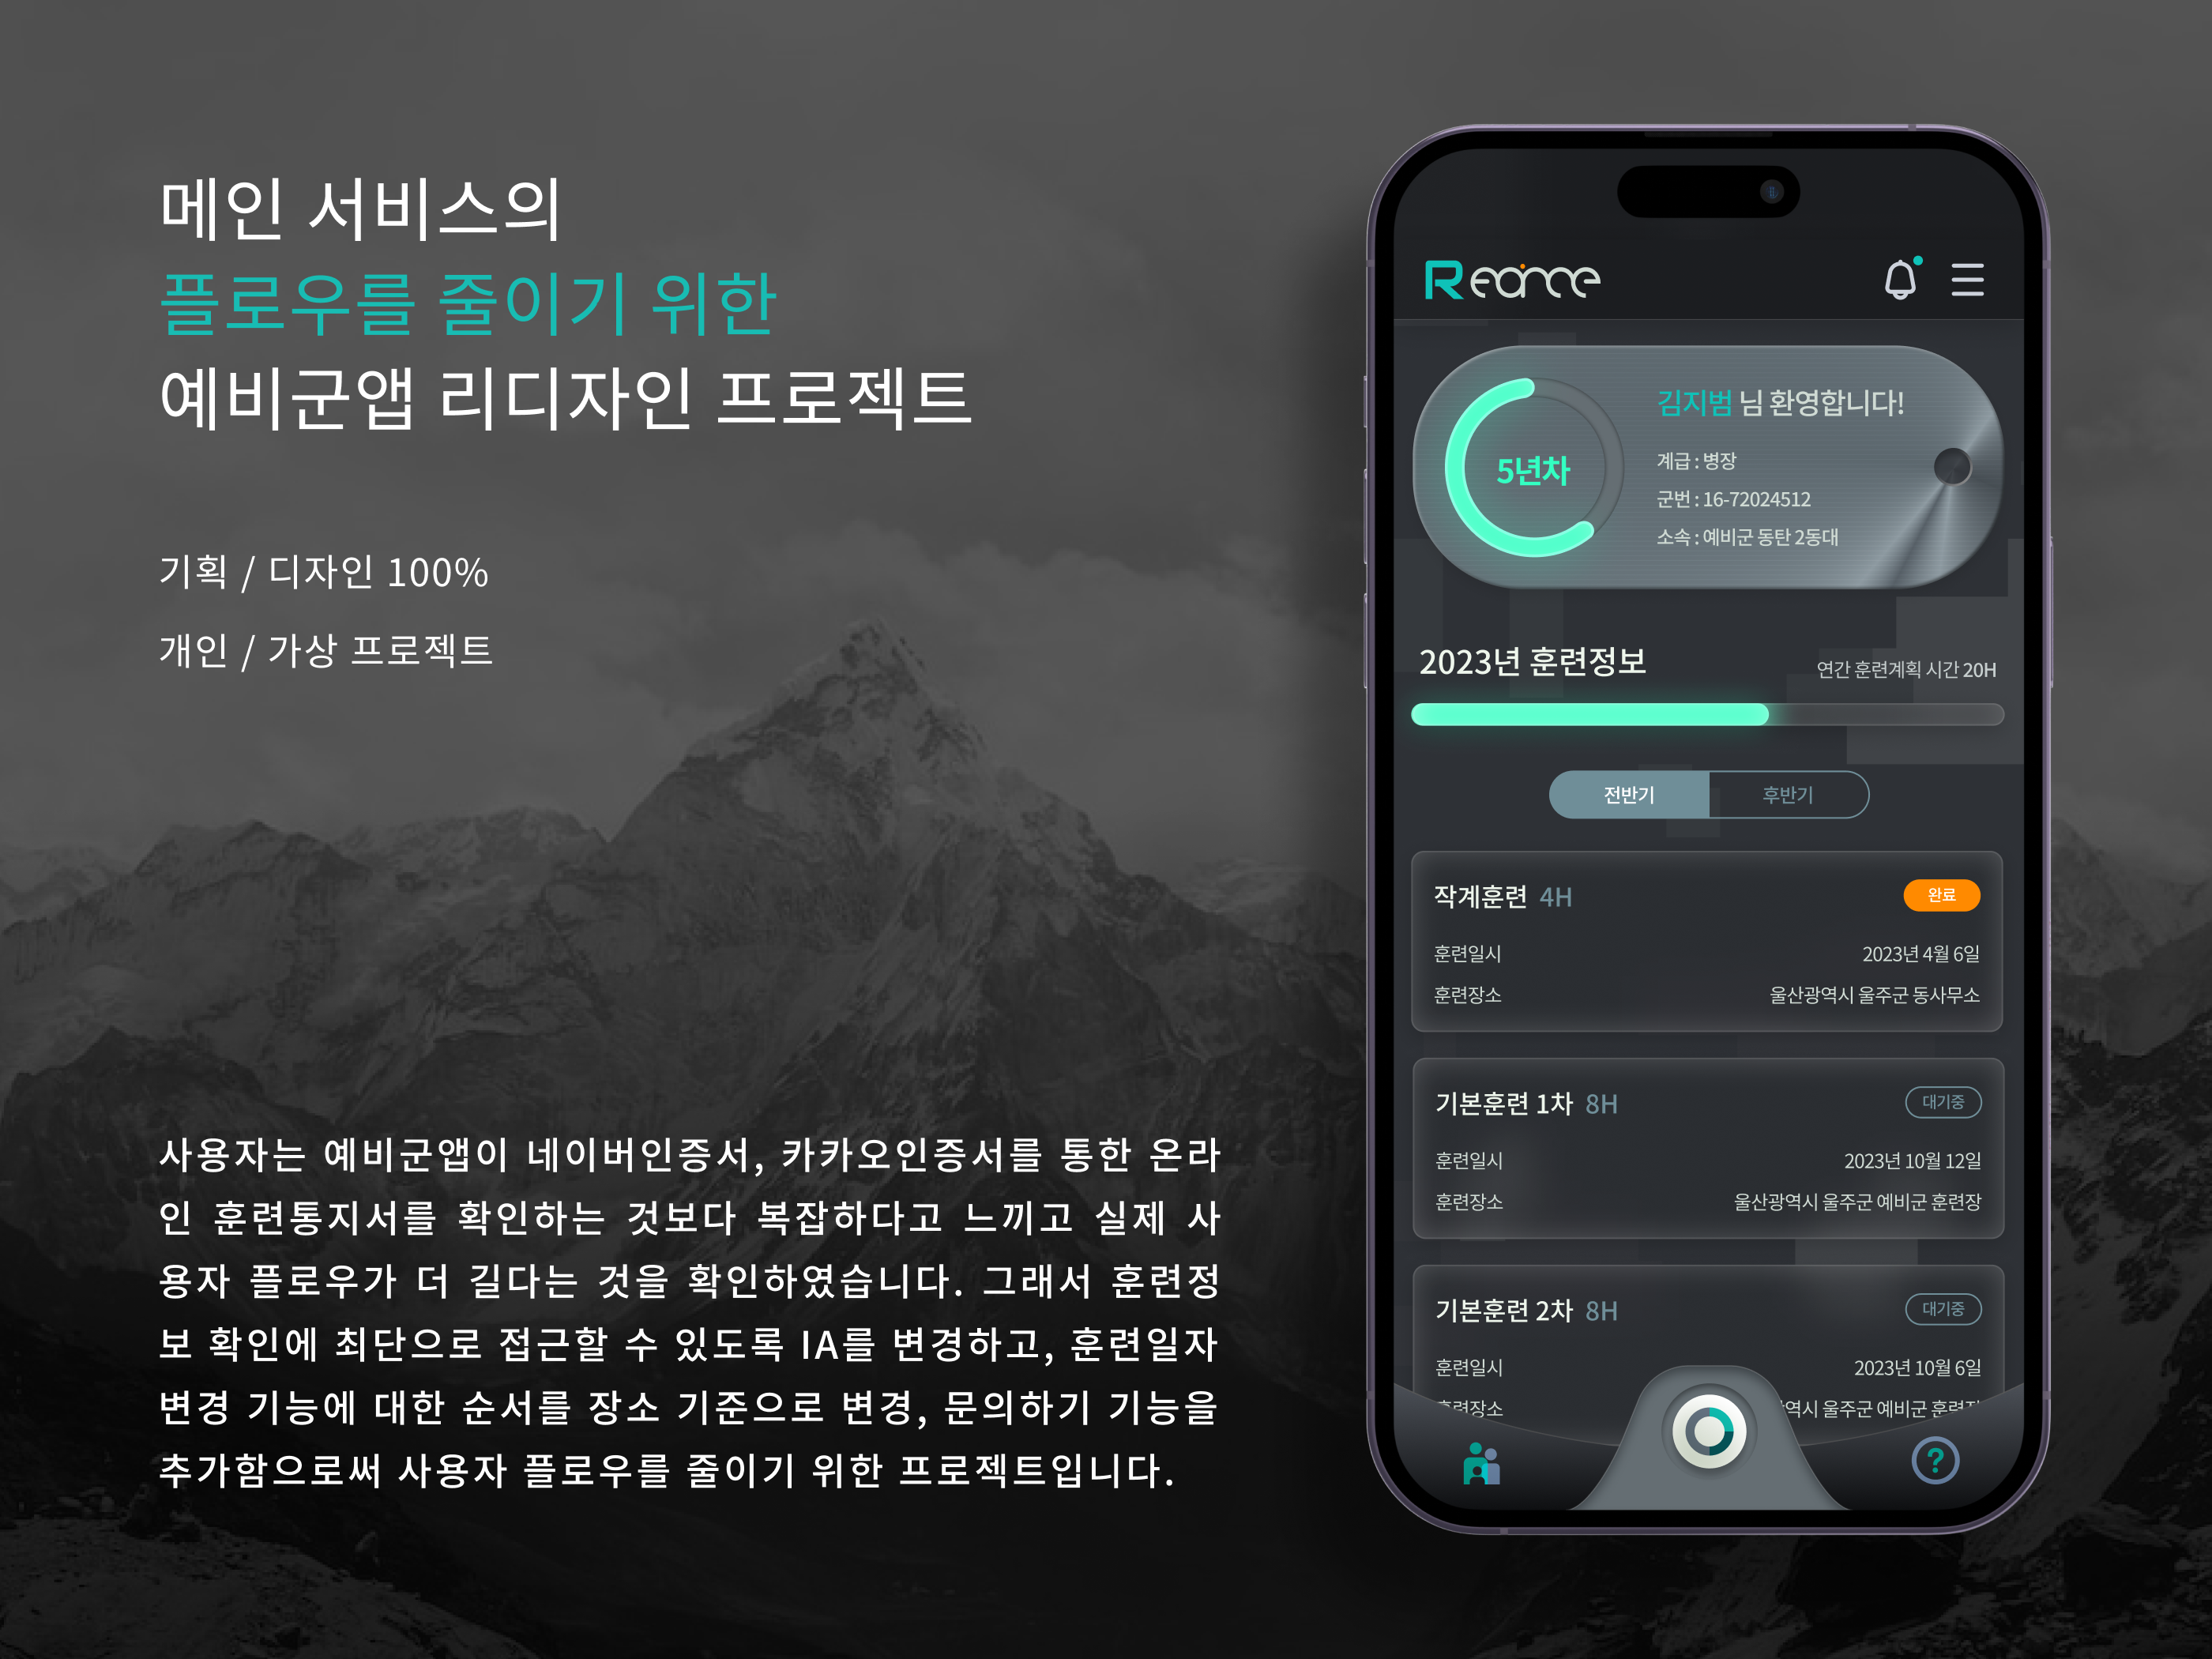 메인 서비스의
플로우를 줄이기 위한
예비군앱 리디자인 프로젝트
기획 / 디자인 100%
개인 / 가상 프로젝트
사용자는 예비군앱이 네이버인증서, 카카오인증서를 통한 온라
인 훈련통지서를 확인하는 것보다 복잡하다고 느끼고 실제 사
용자 플로우가 더 길다는 것을 확인하였습니다. 그래서 훈련정
보 확인에 최단으로 접근할 수 있도록 IA를 변경하고, 훈련일자
변경 기능에 대한 순서를 장소 기준으로 변경, 문의하기 기능을
추가함으로써 사용자 플로우를 줄이기 위한 프로젝트입니다.
김지범 님 환영합니다!
5년차
계급 : 병장
군번 : 16-72024512
소속 : 예비군 동탄 2동대
2023년 훈련정보 연간 훈련계획 시간 20H
전반기 후반기
작계훈련 4H 완료
훈련일시 2023년 4월 6일
훈련장소 울산광역시 울주군 동사무소
기본훈련 1차 8H 대기중
훈련일시 2023년 10월 12일
훈련장소 울산광역시 울주군 예비군 훈련장
기본훈련 2차 8H 대기중
훈련일시 2023년 10월 6일
훈련장소 울주군 예비군 훈련장
?